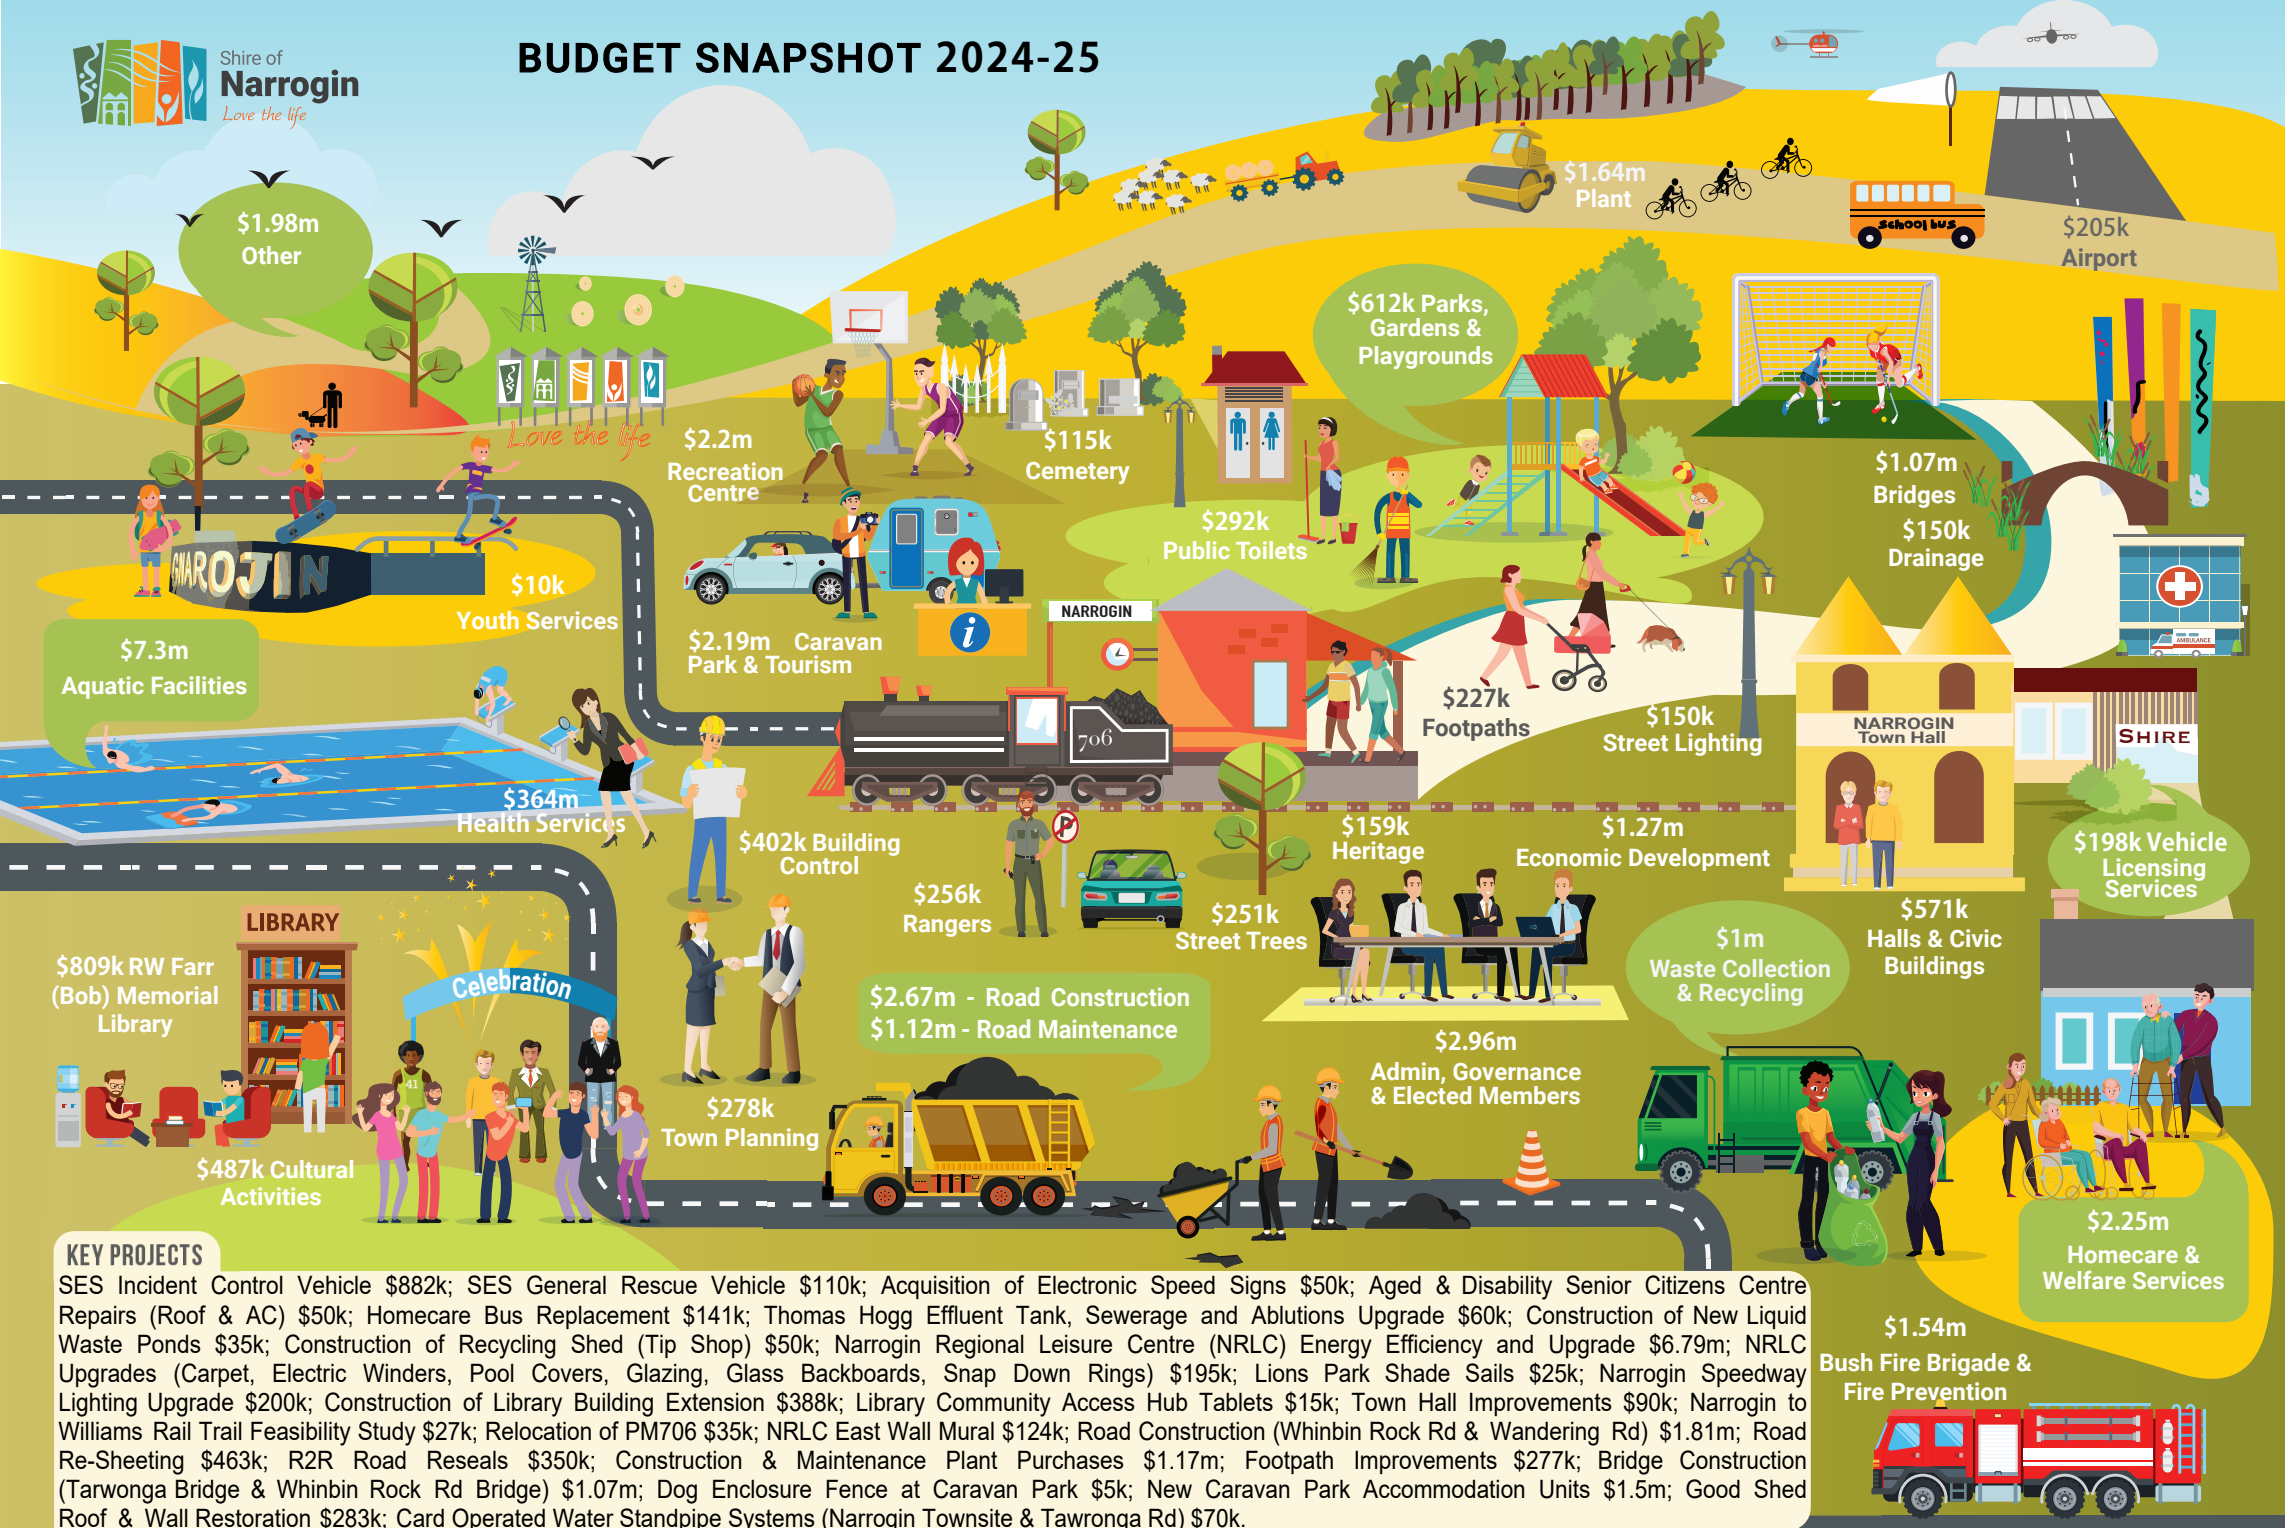 Shire of
Narrogin
Love the life
BUDGET SNAPSHOT 2024-25
$1.98m
Other
$1.64m
Plant
school bus
$205k
Airport
$612k Parks,
Gardens &
Playgrounds
Love the life
$2.2m
Recreation
Centre
$115k
Cemetery
$292k
Public Toilets
$1.07m
Bridges
$150k
Drainage
GNAROJIN
$10k
Youth Services
$7.3m
Aquatic Facilities
$2.19m Caravan
Park & Tourism
i
NARROGIN
706
AMBULANCE
$227k
Footpaths
$150k
Street Lighting
NARROGIN
Town Hall
SHIRE
$364m
Health Services
$402k Building
Control
P
$256k
Rangers
$251k
Street Trees
$159k
Heritage
$1.27m
Economic Development
$198k Vehicle
Licensing
Services
$571k
Halls & Civic
Buildings
LIBRARY
$809k RW Farr
(Bob) Memorial
Library
Celebration
41
$487k Cultural
Activities
$278k
Town Planning
$2.67m - Road Construction
$1.12m - Road Maintenance
$2.96m
Admin, Governance
& Elected Members
$1m
Waste Collection
& Recycling
$2.25m
Homecare &
Welfare Services
$1.54m
Bush Fire Brigade &
Fire Prevention
KEY PROJECTS
SES Incident Control Vehicle $882k; SES General Rescue Vehicle $110k; Acquisition of Electronic Speed Signs $50k; Aged & Disability Senior Citizens Centre
Repairs (Roof & AC) $50k; Homecare Bus Replacement $141k; Thomas Hogg Effluent Tank, Sewerage and Ablutions Upgrade $60k; Construction of New Liquid
Waste Ponds $35k; Construction of Recycling Shed (Tip Shop) $50k; Narrogin Regional Leisure Centre (NRLC) Energy Efficiency and Upgrade $6.79m; NRLC
Upgrades (Carpet, Electric Winders, Pool Covers, Glazing, Glass Backboards, Snap Down Rings) $195k; Lions Park Shade Sails $25k; Narrogin Speedway
Lighting Upgrade $200k; Construction of Library Building Extension $388k; Library Community Access Hub Tablets $15k; Town Hall Improvements $90k; Narrogin to
Williams Rail Trail Feasibility Study $27k; Relocation of PM706 $35k; NRLC East Wall Mural $124k; Road Construction (Whinbin Rock Rd & Wandering Rd) $1.81m; Road
Re-Sheeting $463k; R2R Road Reseals $350k; Construction & Maintenance Plant Purchases $1.17m; Footpath Improvements $277k; Bridge Construction
(Tarwonga Bridge & Whinbin Rock Rd Bridge) $1.07m; Dog Enclosure Fence at Caravan Park $5k; New Caravan Park Accommodation Units $1.5m; Good Shed
Roof & Wall Restoration $283k; Card Operated Water Standpipe Systems (Narrogin Townsite & Tawronga Rd) $70k.